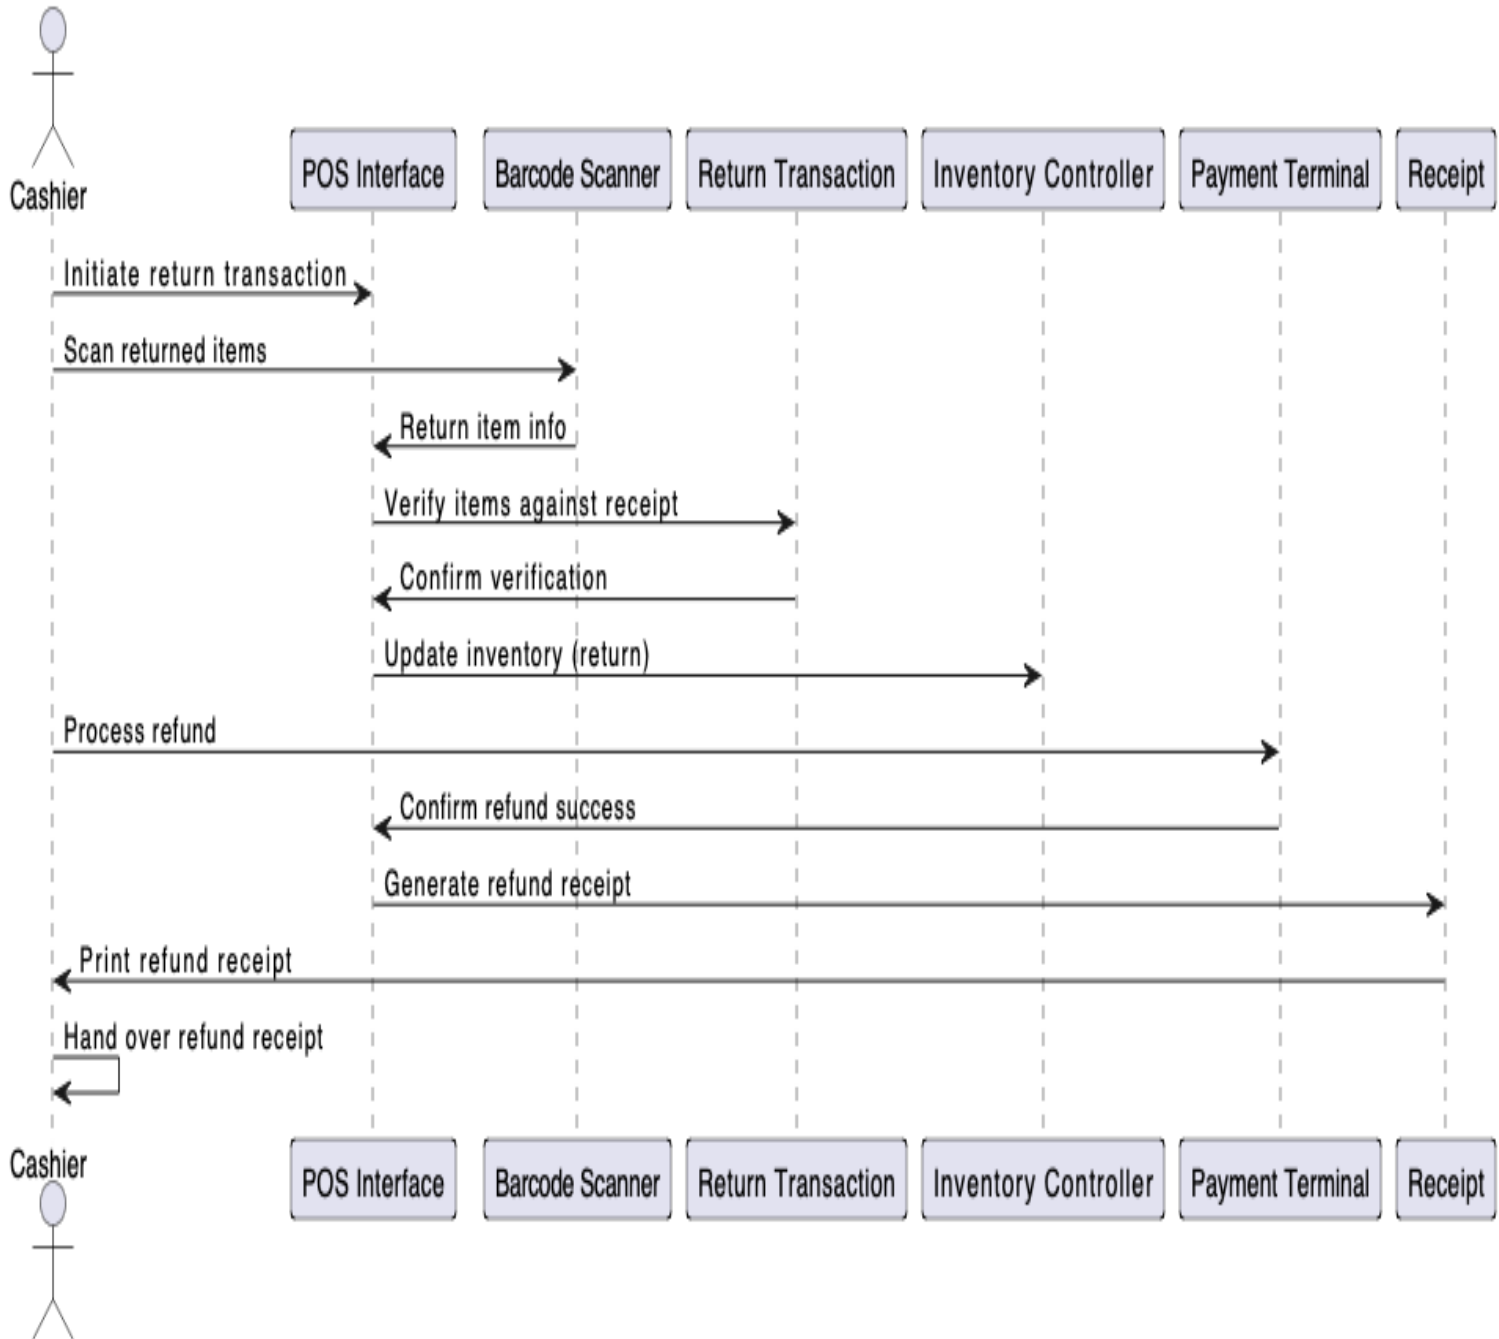 Cashier
POS Interface
Barcode Scanner
Return Transaction
Inventory Controller
Payment Terminal
Receipt
Initiate return transaction
Scan returned items
Return item info
Verify items against receipt
Confirm verification
Update inventory (return)
Process refund
Confirm refund success
Generate refund receipt
Print refund receipt
Hand over refund receipt
Cashier
POS Interface
Barcode Scanner
Return Transaction
Inventory Controller
Payment Terminal
Receipt